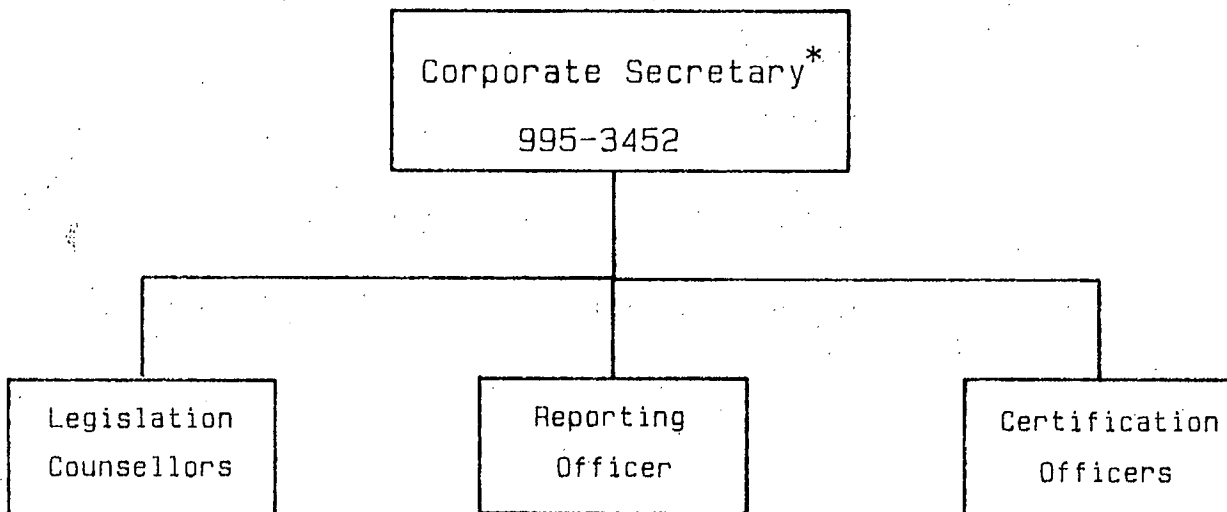 Corporate Secretary*
995-3452
Legislation
Counsellors
Reporting
Officer
Certification
Officers